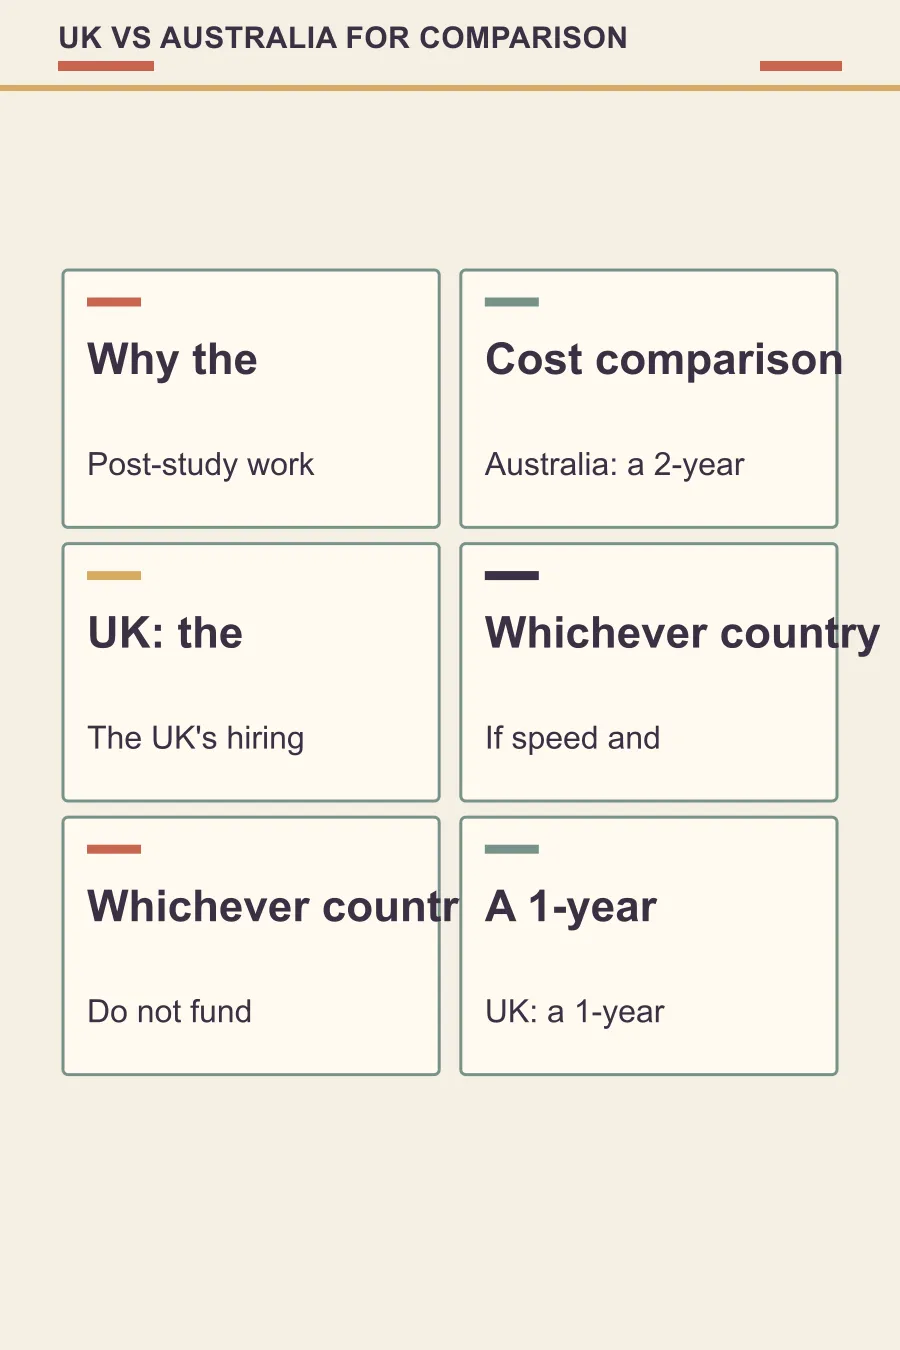 UK VS AUSTRALIA FOR COMPARISON
Why the
Post-study work
Cost comparison
Australia: a 2-year
UK: the
The UK's hiring
Whichever country
If speed and
Whichever countr
Do not fund
A 1-year
UK: a 1-year